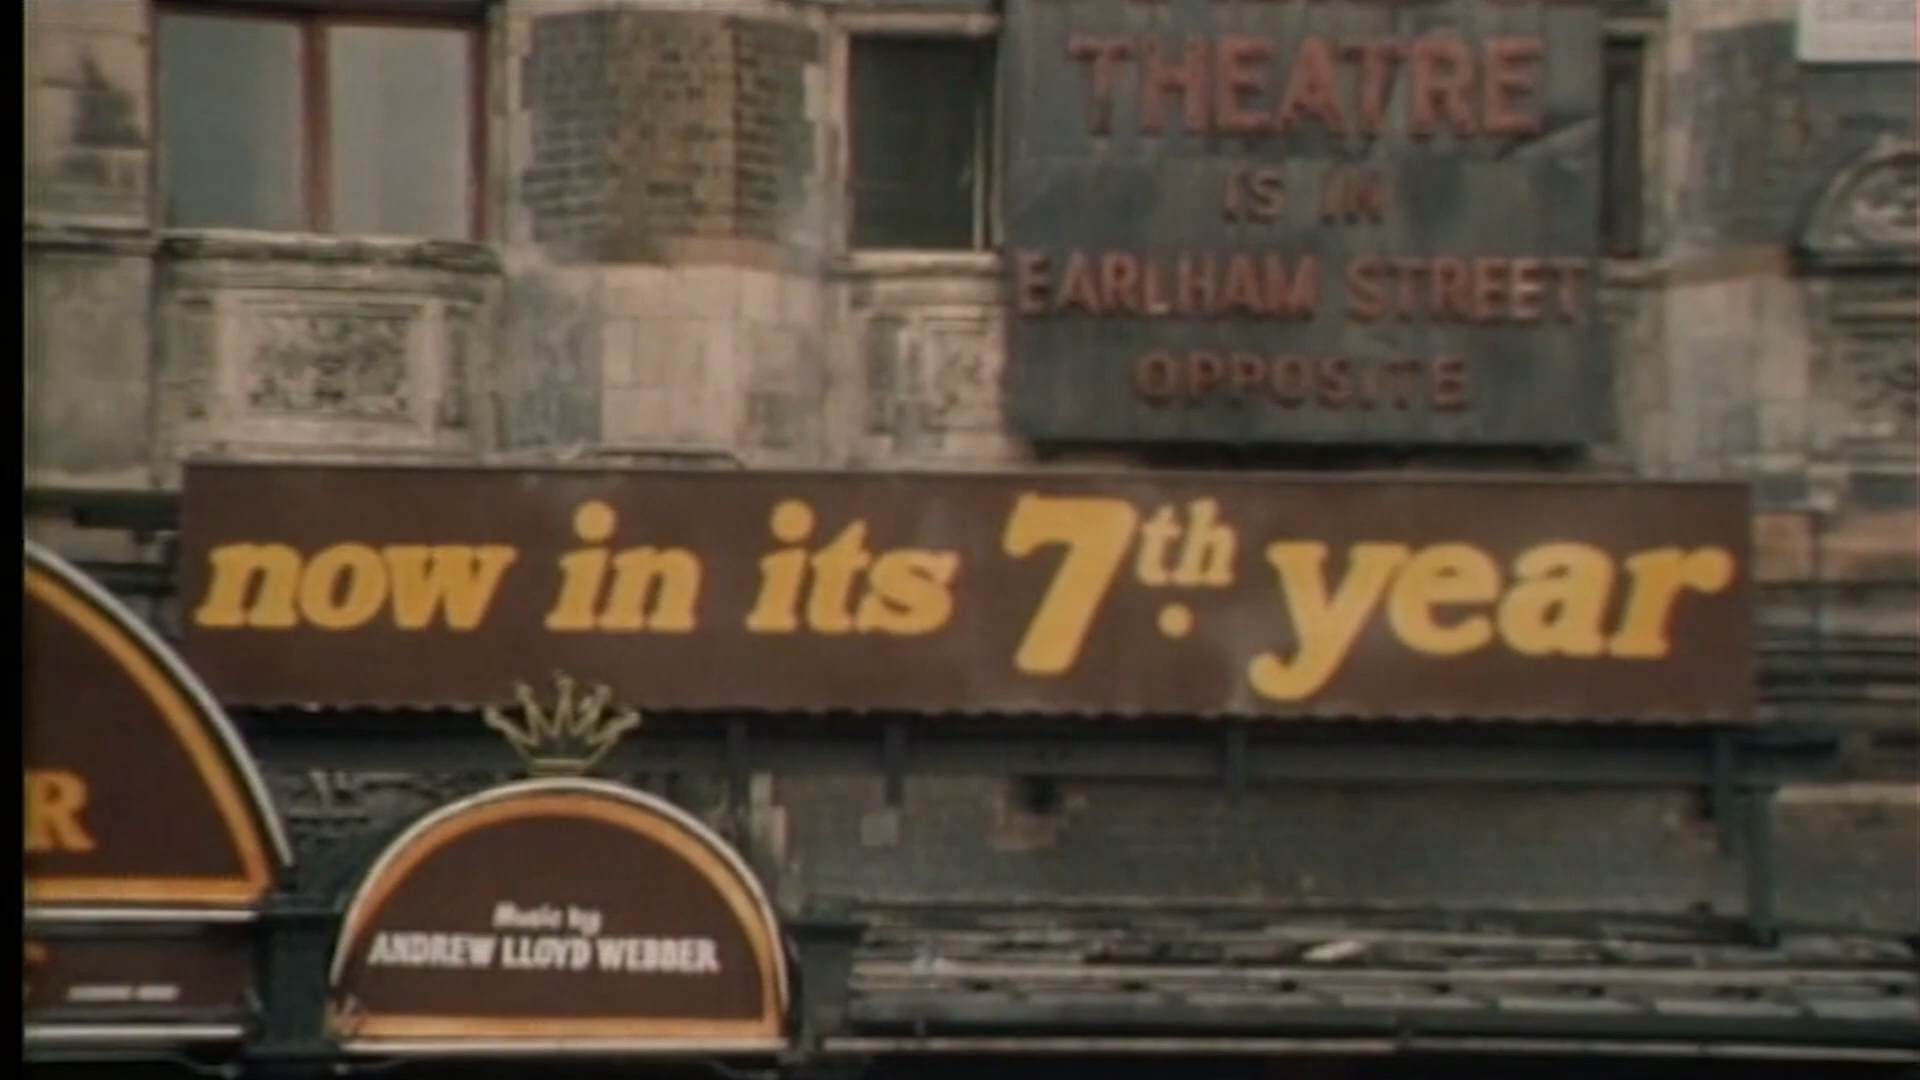 THEATRE
IS IN
EARLHAM STREET
OPPOSITE
now in its 7th. year
R
Music by
ANDREW LLOYD WEBBER